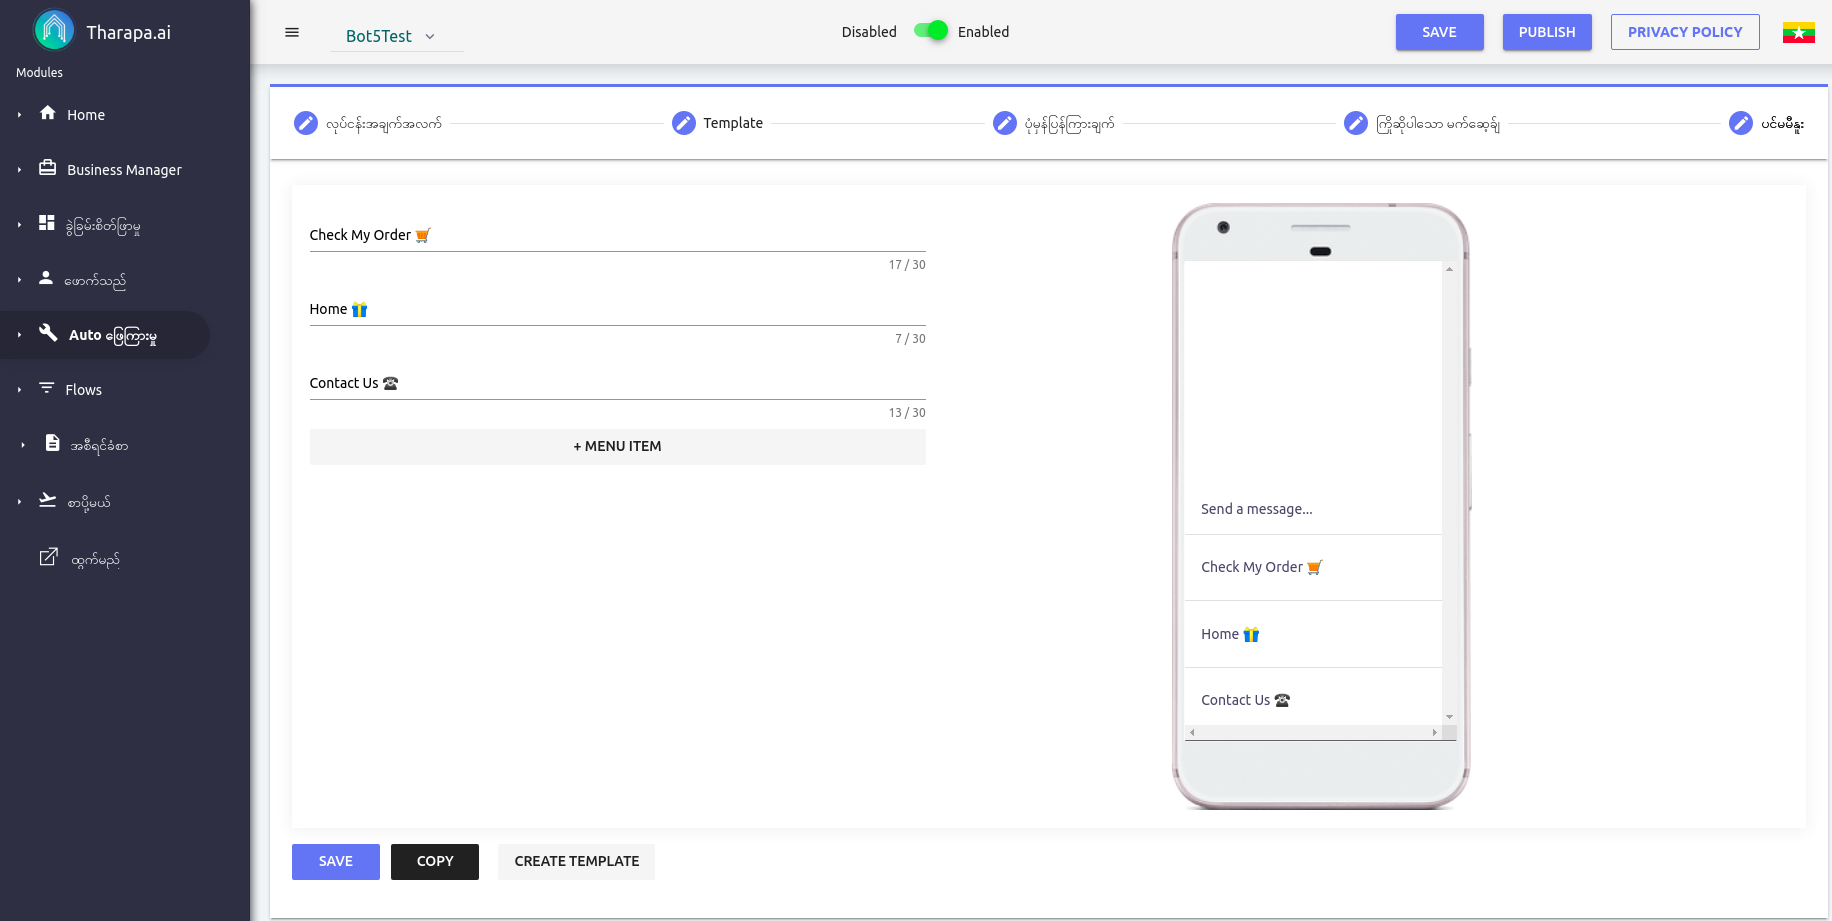 Tharapa.ai
Modules
Home
Business Manager
ခွဲခြမ်းစိတ်ဖြာမှု
ဖောက်သည်
Auto ဖြေကြားမှု
Flows
အစီရင်ခံစာ
စာပို့မယ်
ထွက်မည်
Bot5Test
Disabled
Enabled
SAVE
PUBLISH
PRIVACY POLICY
လုပ်ငန်းအချက်အလက်
Template
ပုံမှန်ပြန်ကြားချက်
ကြိုဆိုပါသော မက်ဆေ့ခ်ျ
ပင်မမီနူး
Check My Order 🛒
17 / 30
Home 🎁
7 / 30
Contact Us ☎
13 / 30
+ MENU ITEM
Send a message...
Check My Order 🛒
Home 🎁
Contact Us ☎
SAVE
COPY
CREATE TEMPLATE